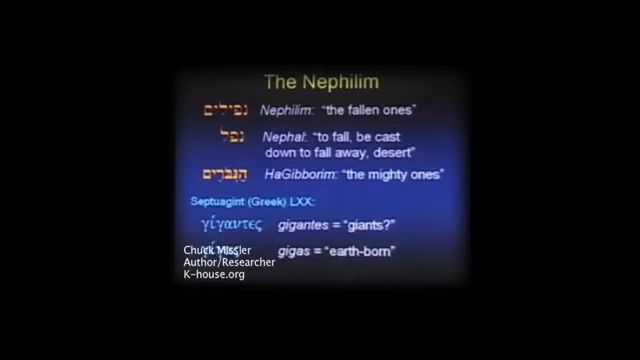 The Nephilim
נפילים Nephilim: "the fallen ones"
נפל Nephal: "to fall, be cast
down to fall away, desert"
הַגִּבֹּרִים HaGibborim: "the mighty ones"
Septuagint (Greek) LXX:
γίγαντες gigantes = "giants?"
gigas = "earth-born"
Chuck Missler
Author/Researcher
K-house.org